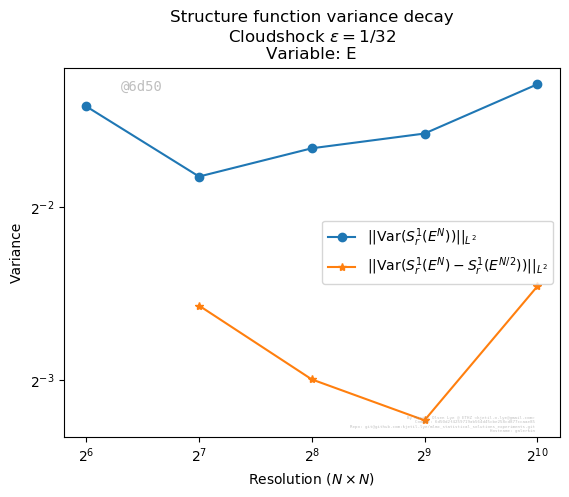 Structure function variance decay
Cloudshock ε = 1/32
Variable: E
@6d50
Variance
2^{-2}
2^{-3}
||Var(S_r^1(E^N))||_{L^2}
||Var(S_r^1(E^N) − S_r^1(E^{N/2}))||_{L^2}
2^6 2^7 2^8 2^9 2^{10}
Resolution (N × N)